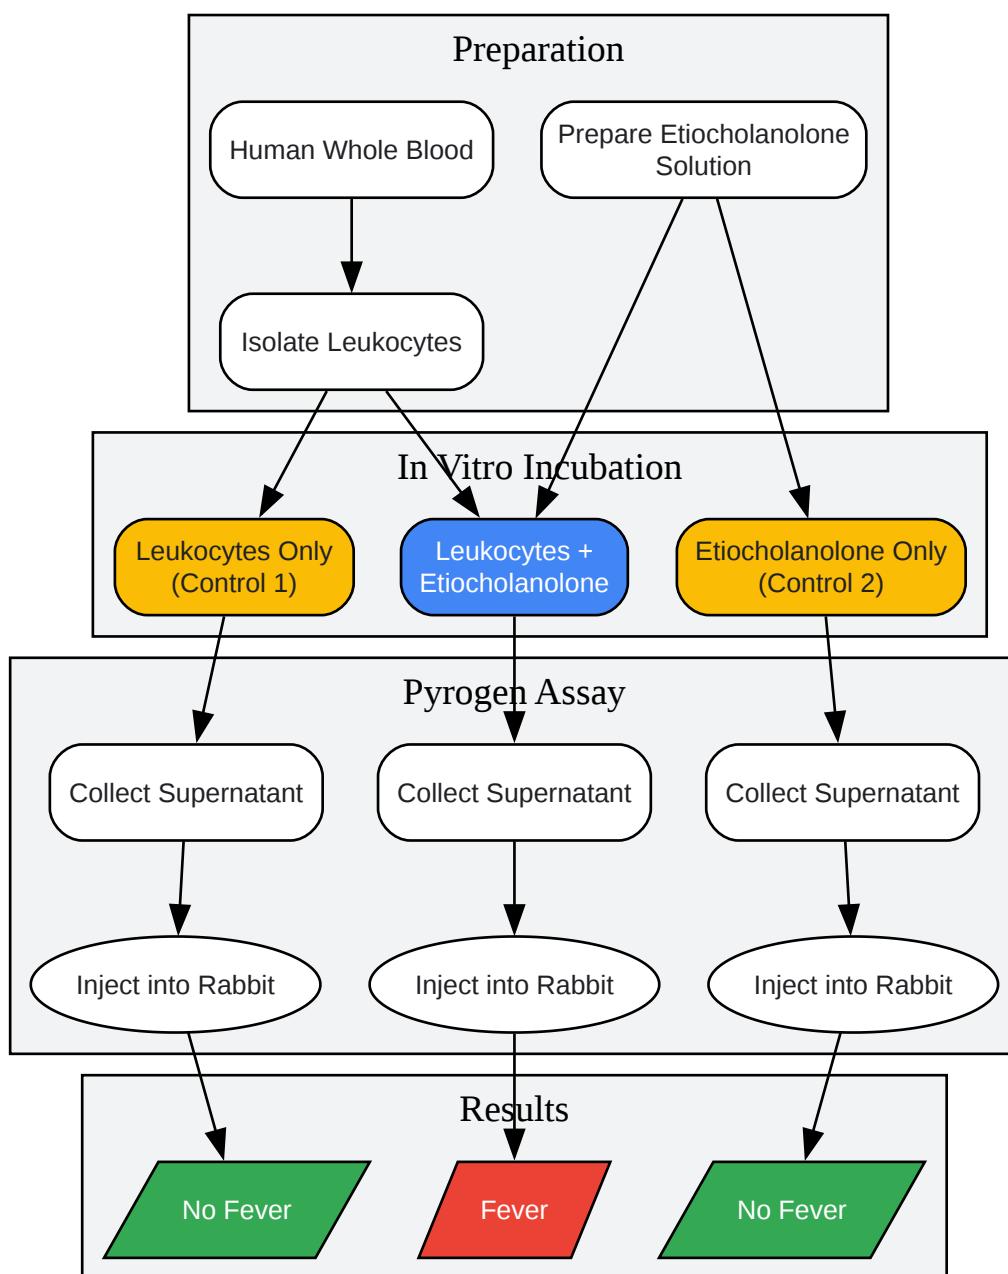 Preparation
Human Whole Blood
Prepare Etiocholanolone
Solution
Isolate Leukocytes
In Vitro Incubation
Leukocytes Only
(Control 1)
Leukocytes +
Etiocholanolone
Etiocholanolone Only
(Control 2)
Pyrogen Assay
Collect Supernatant
Collect Supernatant
Collect Supernatant
Inject into Rabbit
Inject into Rabbit
Inject into Rabbit
Results
No Fever
Fever
No Fever